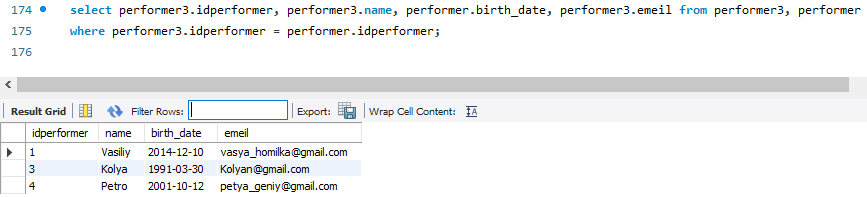 174 select performer3.idperformer, performer3.name, performer.birth_date, performer3.emeil from performer3, performer
175 where performer3.idperformer = performer.idperformer;
176
Result Grid Filter Rows: Export: Wrap Cell Content:
idperformer name birth_date emeil
1 Vasiliy 2014-12-10 vasya_homilka@gmail.com
3 Kolya 1991-03-30 Kolyan@gmail.com
4 Petro 2001-10-12 petya_geniy@gmail.com